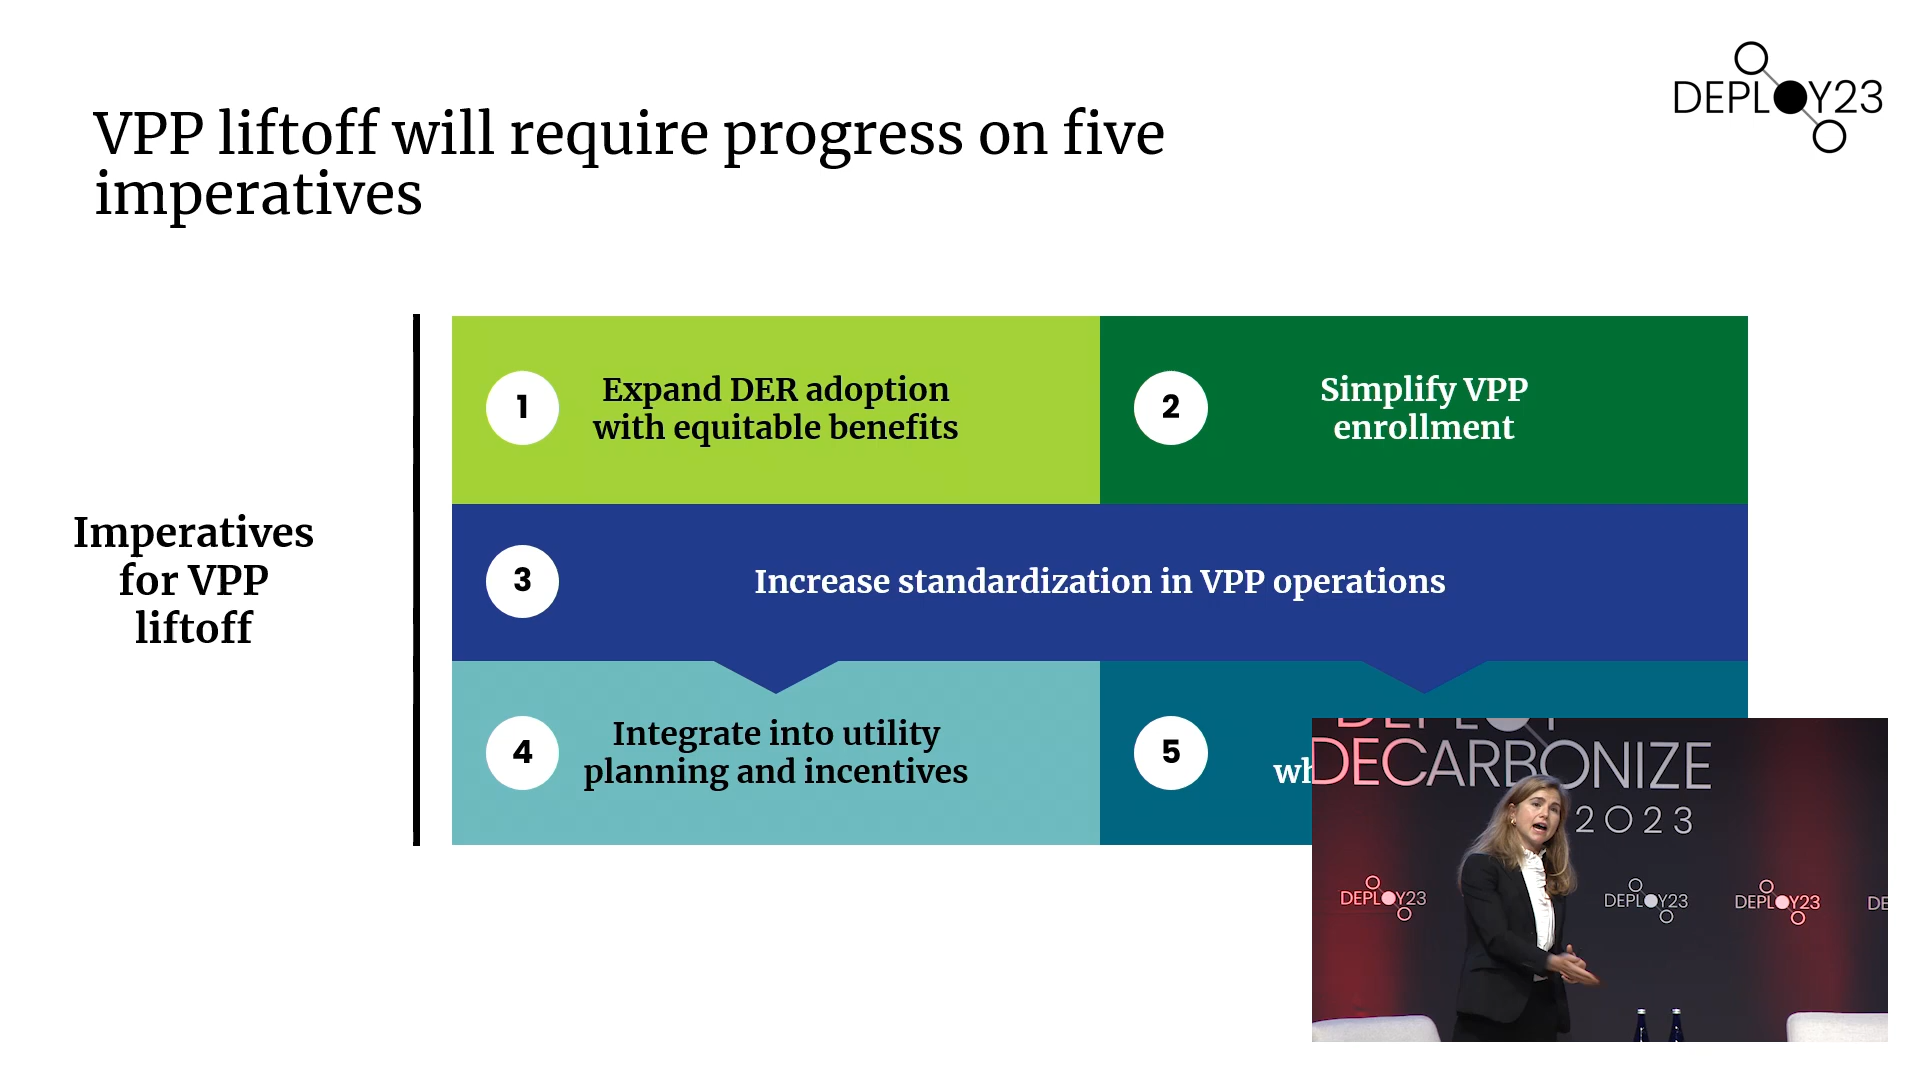 DEPLOY23
VPP liftoff will require progress on five
imperatives
Imperatives
for VPP
liftoff
1
Expand DER adoption
with equitable benefits
2
Simplify VPP
enrollment
3
Increase standardization in VPP operations
4
Integrate into utility
planning and incentives
5
DECARBONIZE
2023
DEPLOY23
DEPLOY23
DEPLOY23